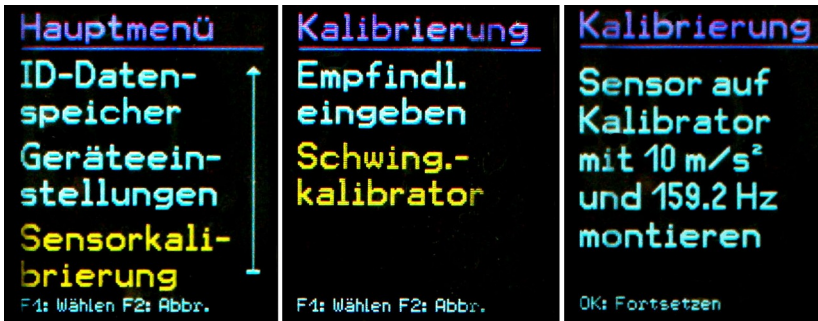 Hauptmenü
ID-Daten-
speicher
Geräteein-
stellungen
Sensorkali-
brierung
F1: Wählen F2: Abbr.
Kalibrierung
Empfindl.
eingeben
Schwing.-
kalibrator
F1: Wählen F2: Abbr.
Kalibrierung
Sensor auf
Kalibrator
mit 10 m/s²
und 159.2 Hz
montieren
OK: Fortsetzen